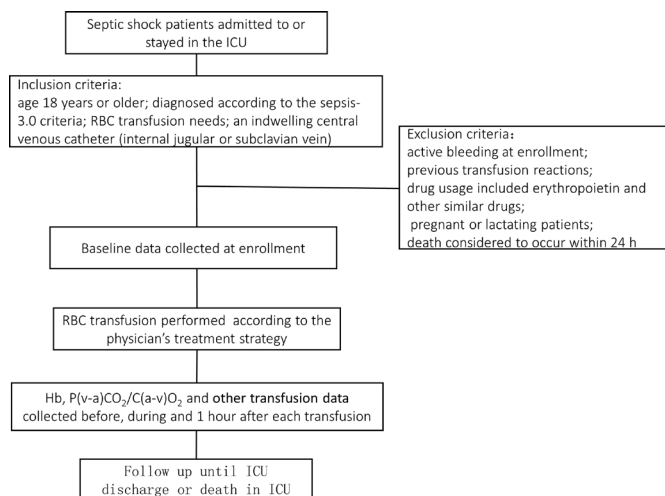 Septic shock patients admitted to or
stayed in the ICU
Inclusion criteria:
age 18 years or older; diagnosed according to the sepsis-
3.0 criteria; RBC transfusion needs; an indwelling central
venous catheter (internal jugular or subclavian vein)
Exclusion criteria:
active bleeding at enrollment;
previous transfusion reactions;
drug usage included erythropoietin and
other similar drugs;
pregnant or lactating patients;
death considered to occur within 24 h
Baseline data collected at enrollment
RBC transfusion performed according to the
physician's treatment strategy
Hb, P(v-a)CO₂/C(a-v)O₂ and other transfusion data
collected before, during and 1 hour after each transfusion
Follow up until ICU
discharge or death in ICU